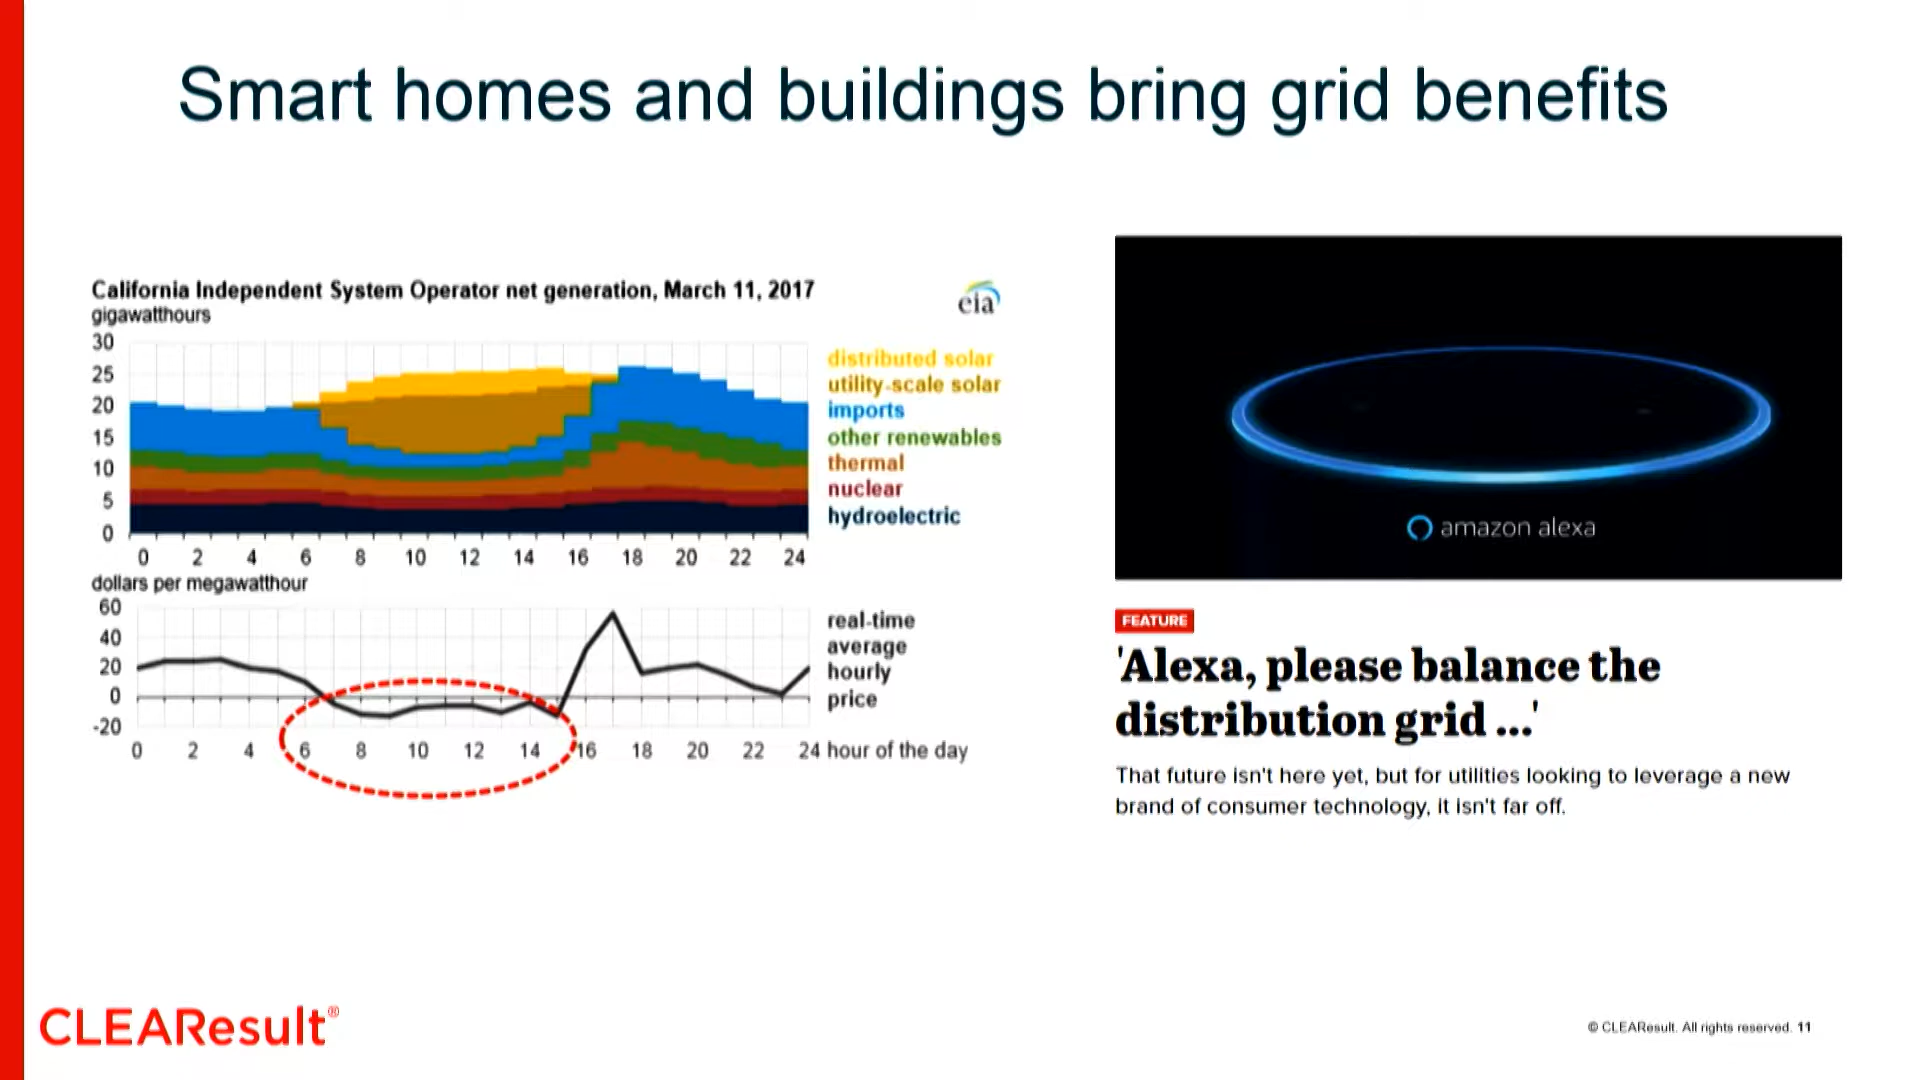 Smart homes and buildings bring grid benefits
California Independent System Operator net generation, March 11, 2017
gigawatthours
eia
30
25
20
15
10
5
0
distributed solar
utility-scale solar
imports
other renewables
thermal
nuclear
hydroelectric
0 2 4 6 8 10 12 14 16 18 20 22 24
dollars per megawatthour
60
40
20
0
-20
real-time
average
hourly
price
0 2 4 6 8 10 12 14 16 18 20 22 24 hour of the day
amazon alexa
FEATURE
'Alexa, please balance the
distribution grid ...'
That future isn't here yet, but for utilities looking to leverage a new
brand of consumer technology, it isn't far off.
CLEAResult®
© CLEAResult. All rights reserved. 11